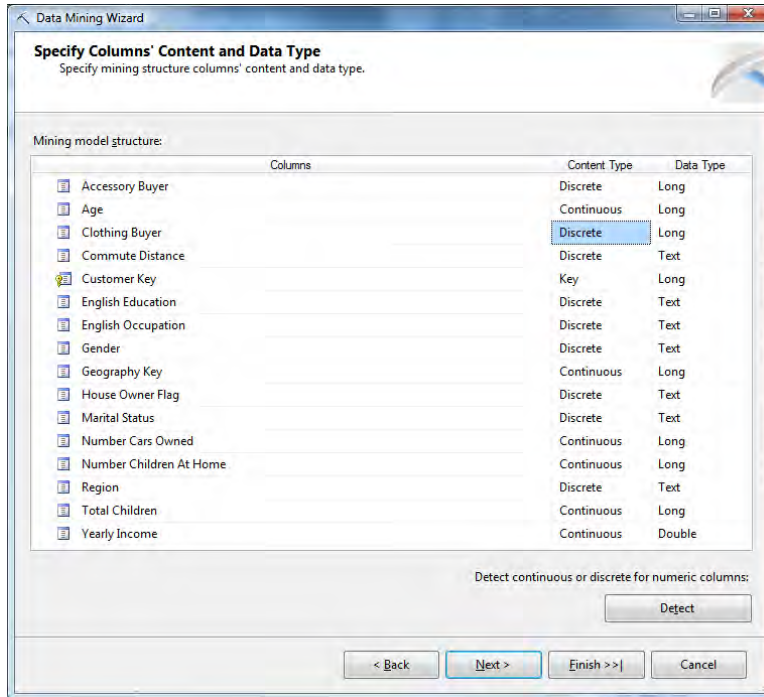 Data Mining Wizard
Specify Columns' Content and Data Type
Specify mining structure columns' content and data type.
Mining model structure:
Columns Content Type Data Type
Accessory Buyer Discrete Long
Age Continuous Long
Clothing Buyer Discrete Long
Commute Distance Discrete Text
Customer Key Key Long
English Education Discrete Text
English Occupation Discrete Text
Gender Discrete Text
Geography Key Continuous Long
House Owner Flag Discrete Text
Marital Status Discrete Text
Number Cars Owned Continuous Long
Number Children At Home Continuous Long
Region Discrete Text
Total Children Continuous Long
Yearly Income Continuous Double
Detect continuous or discrete for numeric columns:
Detect
< Back Next > Finish >>| Cancel